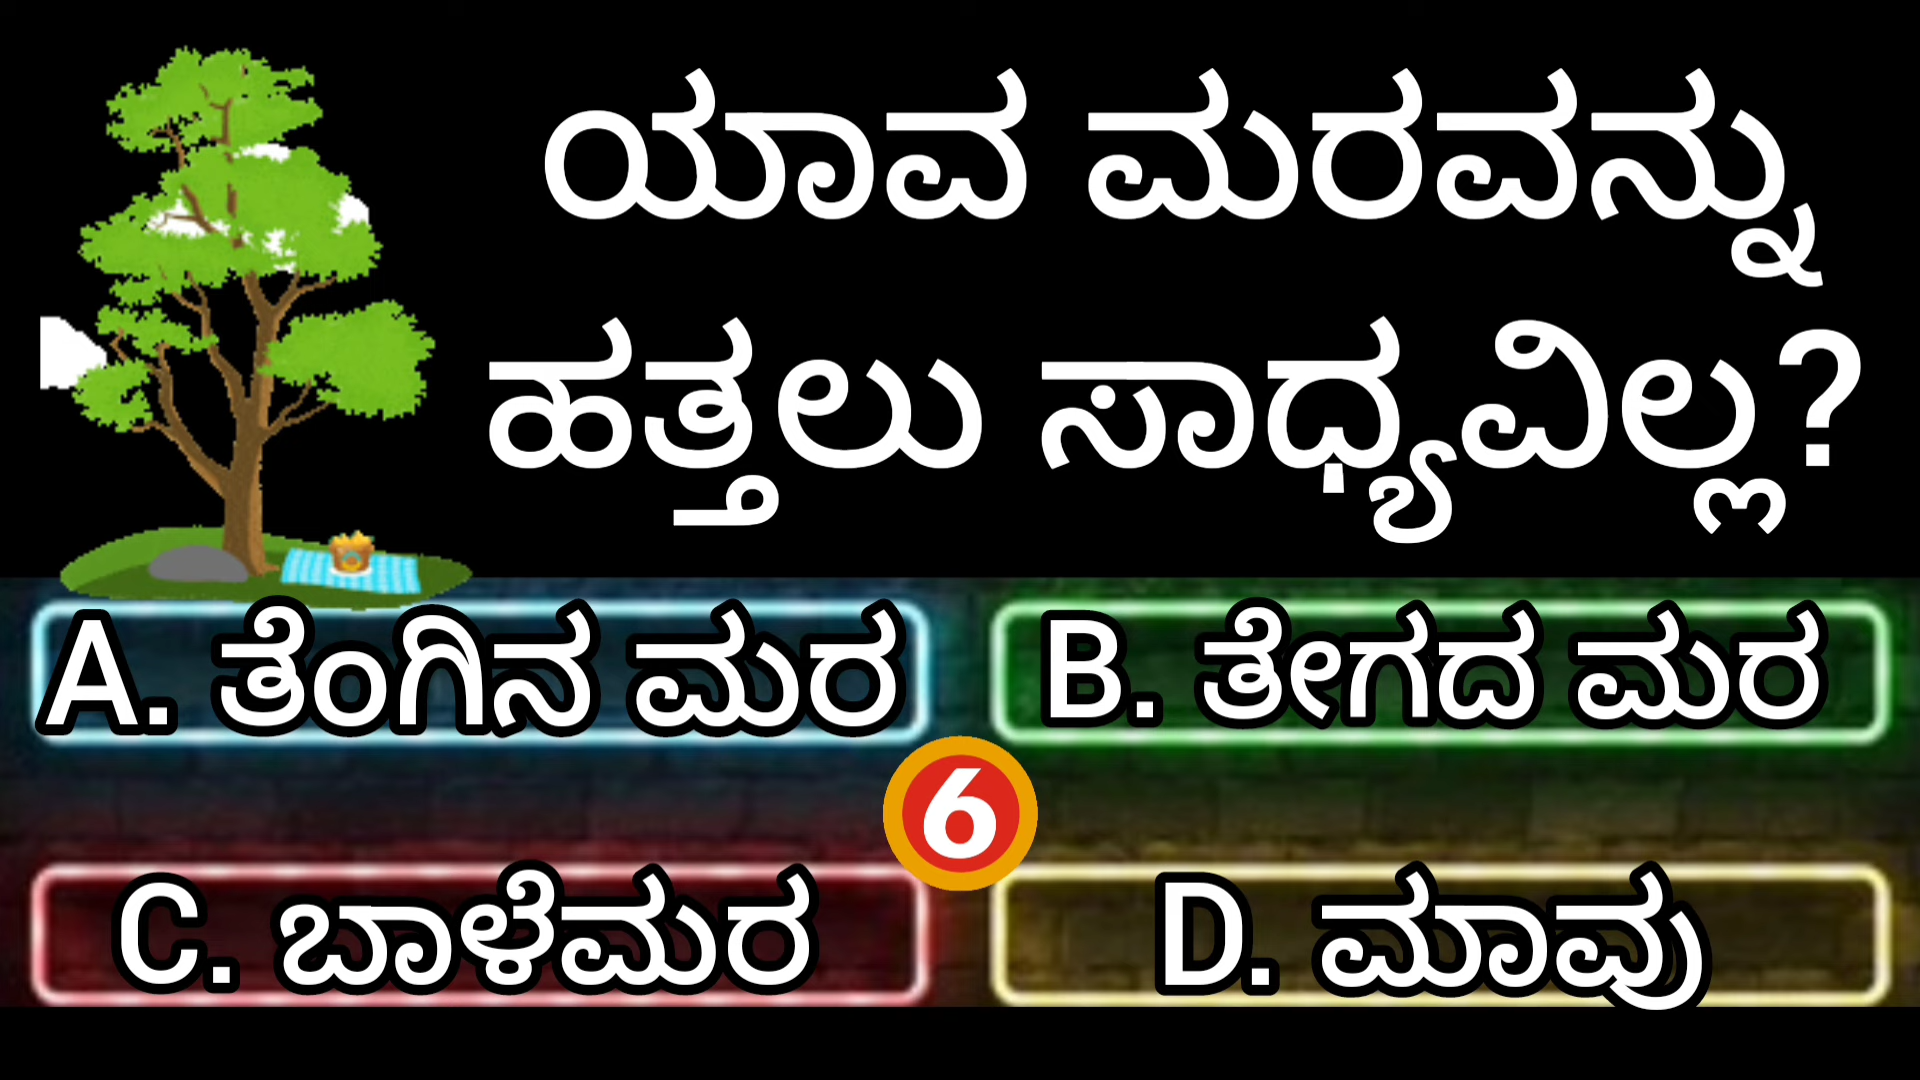 ಯಾವ ಮರವನ್ನು
ಹತ್ತಲು ಸಾಧ್ಯವಿಲ್ಲ?
A. ತೆಂಗಿನ ಮರ
B. ತೇಗದ ಮರ
6
C. ಬಾಳೆಮರ
D. ಮಾವು